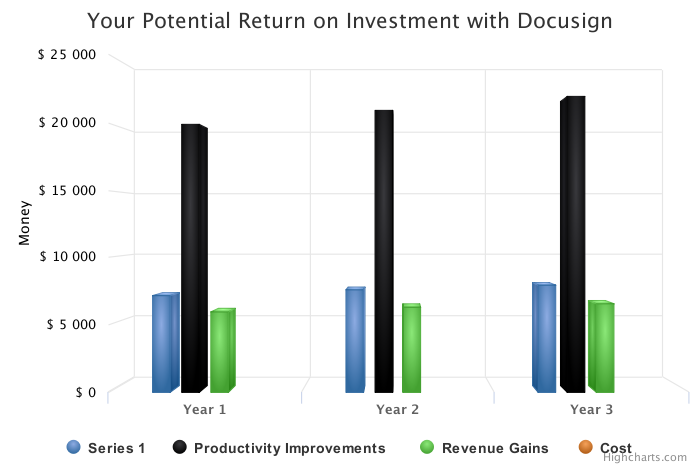 Your Potential Return on Investment with Docusign
$ 25 000
$ 20 000
$ 15 000
$ 10 000
$ 5 000
$ 0
Money
Year 1
Year 2
Year 3
Series 1
Productivity Improvements
Revenue Gains
Cost
Highcharts.com